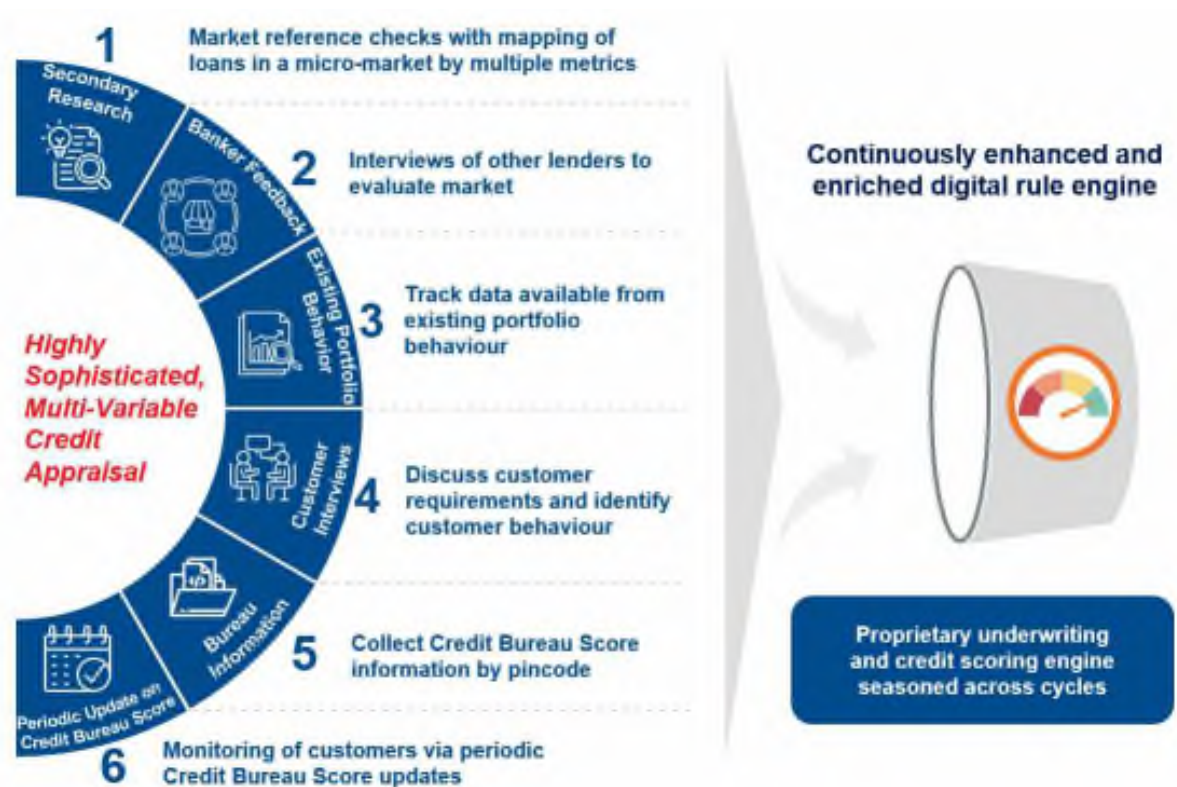 1
Market reference checks with mapping of
loans in a micro-market by multiple metrics
Secondary
Research
2
Interviews of other lenders to
evaluate market
Banker Feedback
3
Track data available from
existing portfolio
behaviour
Existing Portfolio
Behavior
Highly
Sophisticated,
Multi-Variable
Credit
Appraisal
4
Discuss customer
requirements and identify
customer behaviour
Customer
Interviews
5
Collect Credit Bureau Score
information by pincode
Bureau
Information
Periodic Update on
Credit Bureau Score
6
Monitoring of customers via periodic
Credit Bureau Score updates
Continuously enhanced and
enriched digital rule engine
Proprietary underwriting
and credit scoring engine
seasoned across cycles